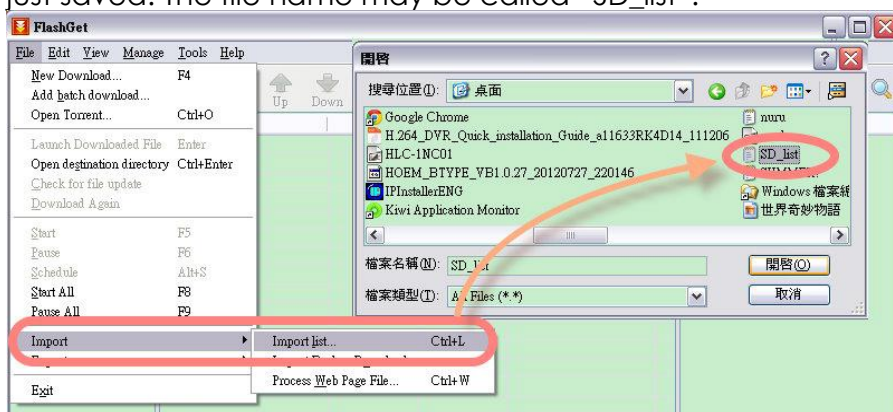 just saved. The file name may be called "SD_list".
FlashGet
File Edit View Manage Tools Help
New Download... F4
Add batch download...
Open Torrent... Ctrl+O
Launch Downloaded File Enter
Open destination directory Ctrl+Enter
Check for file update
Download Again
Start F5
Pause F6
Schedule Alt+S
Start All F8
Pause All F9
Import
Exit
Up Down
Import list... Ctrl+L
Process Web Page File... Ctrl+W
開啓
搜尋位置(I): 桌面
Google Chrome
H.264_DVR_Quick_installation_Guide_a11633RK4D14_111206
HLC-1NC01
HOEM_BTYPE_VB1.0.27_20120727_220146
IPInstallerENG
Kiwi Application Monitor
nuru
SD_list
Windows 檔案
世界奇妙物語
檔案名稱(N): SD_list
開啓(O)
檔案類型(T): All Files (*.*)
取消